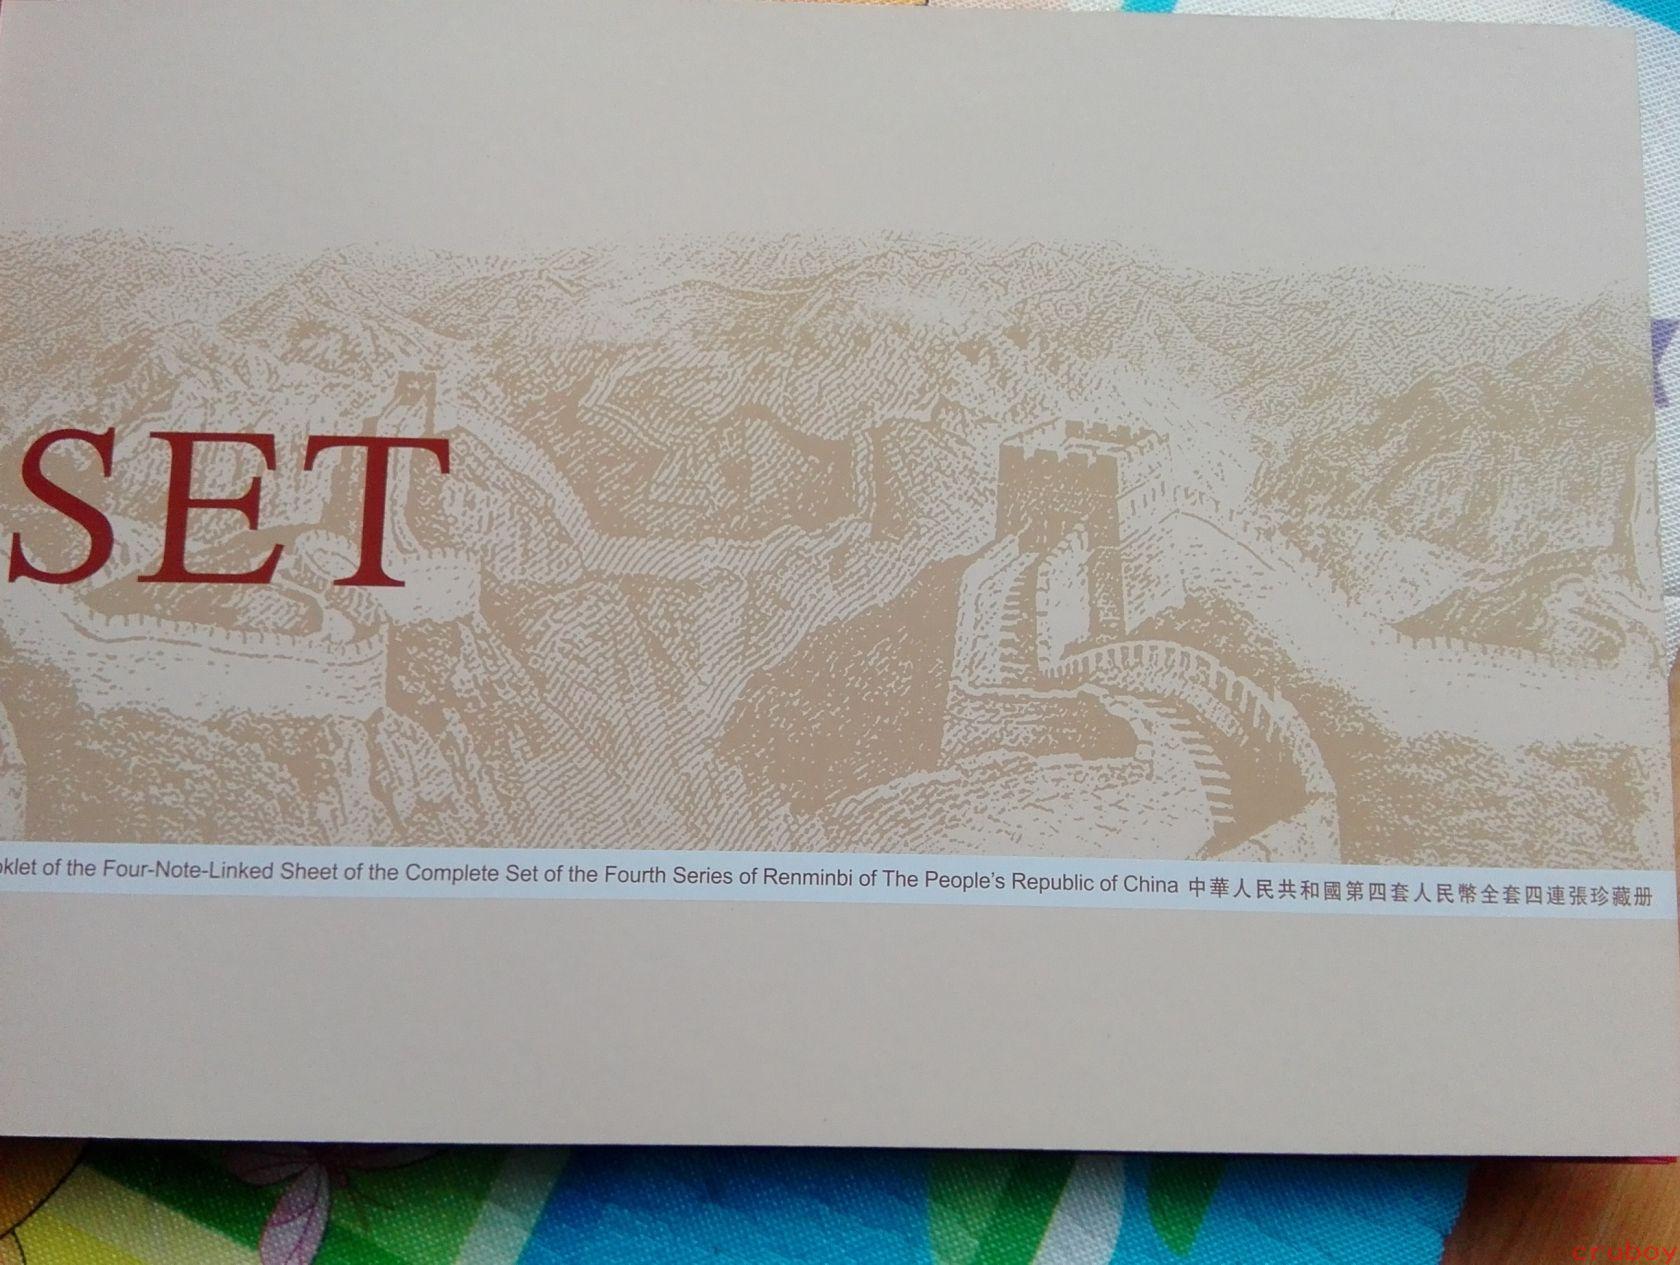 SET
oklet of the Four-Note-Linked Sheet of the Complete Set of the Fourth Series of Renminbi of The People's Republic of China 中華人民共和國第四套人民幣全套四連張珍藏册
cruboy